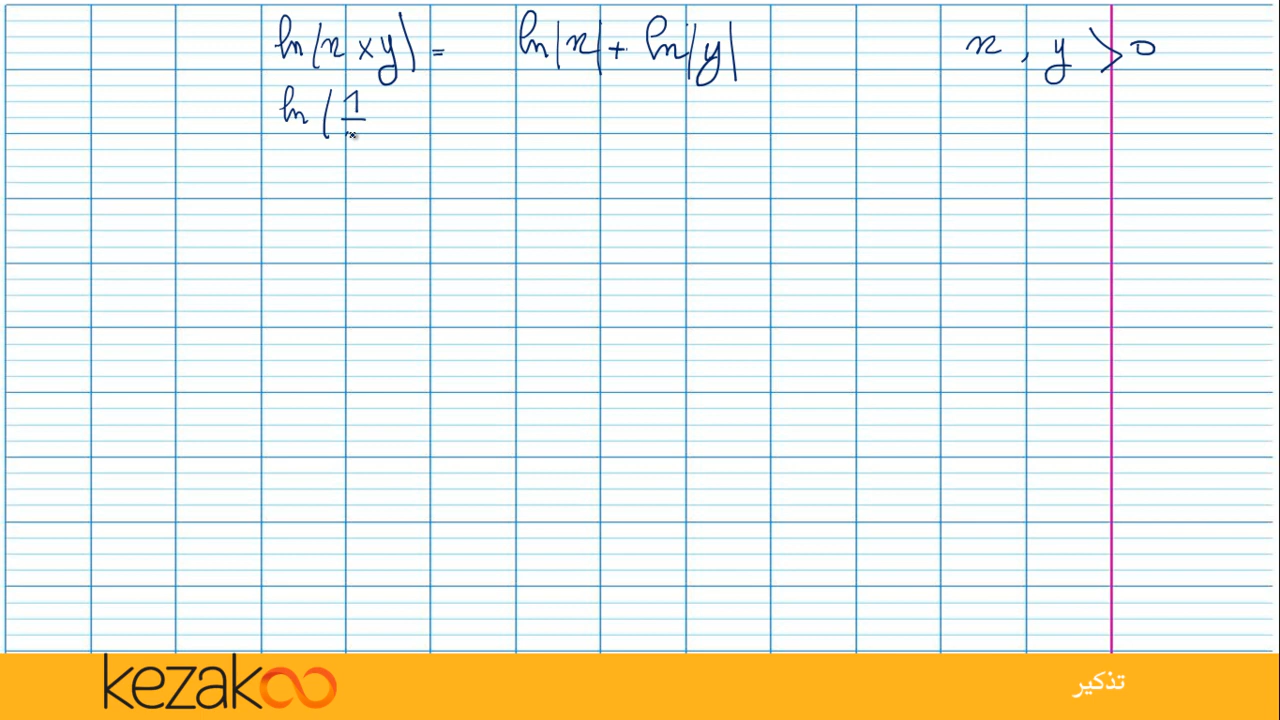 ln(x × y) = ln|x| + ln|y| x, y > 0
ln(1/
kezakoo
تذكير